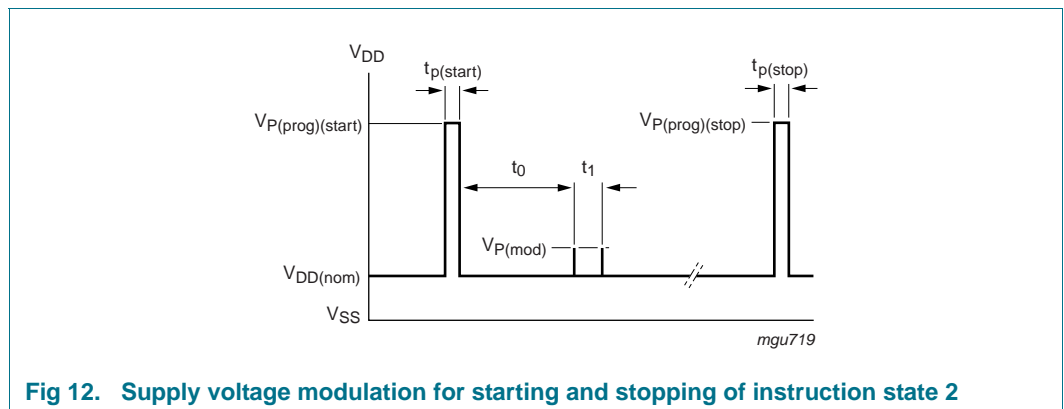 VDD
tp(start)
tp(stop)
VP(prog)(start)
VP(prog)(stop)
t0
t1
VP(mod)
VDD(nom)
VSS
mgu719
Fig 12. Supply voltage modulation for starting and stopping of instruction state 2